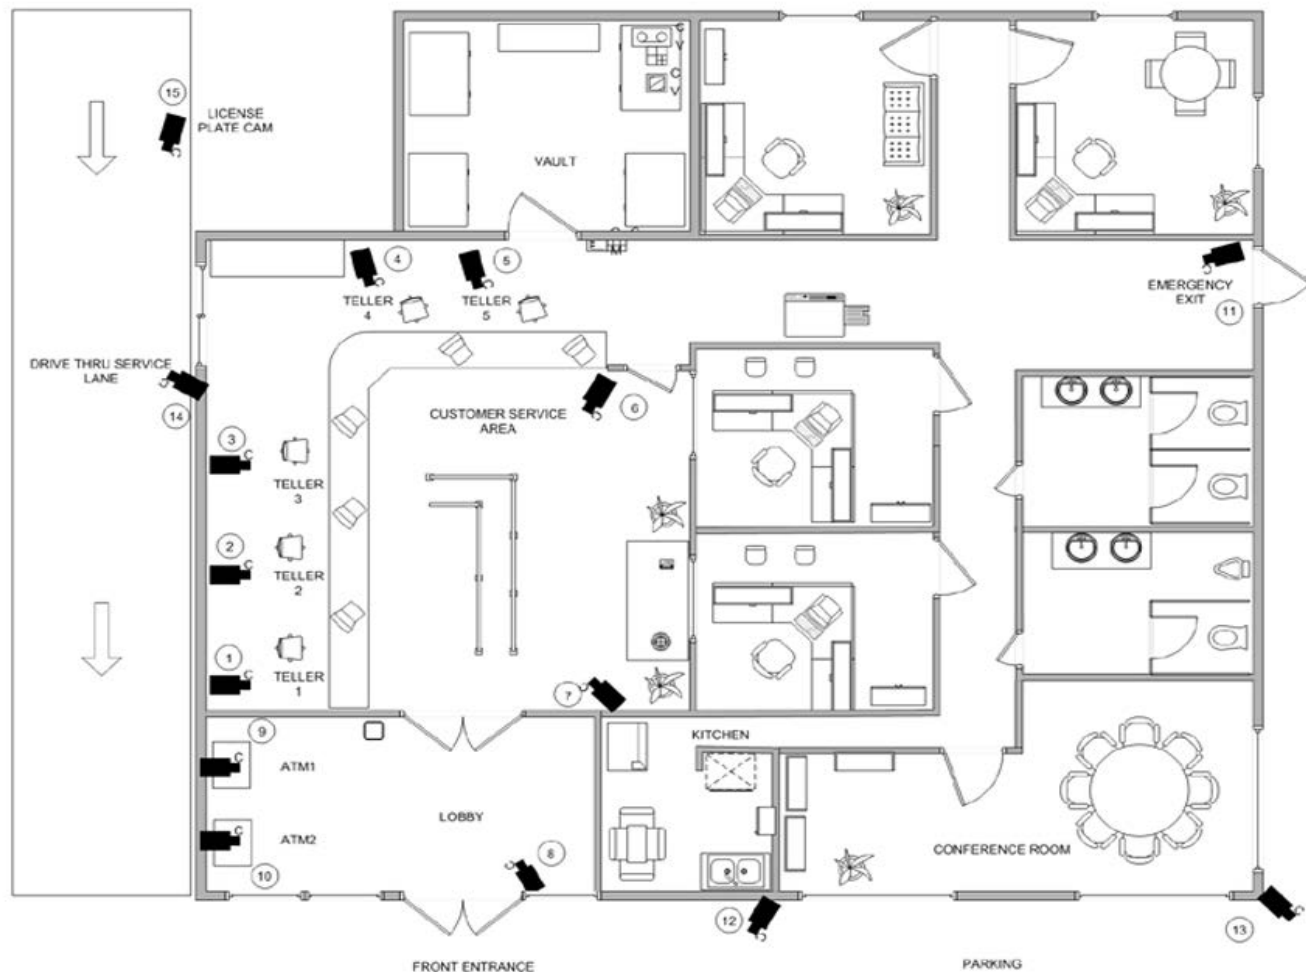 15
LICENSE
PLATE CAM
VAULT
C
V
C
V
4
5
TELLER
4
TELLER
5
M
EMERGENCY
EXIT
11
DRIVE THRU SERVICE
LANE
14
6
CUSTOMER SERVICE
AREA
3
C
TELLER
3
2
C
TELLER
2
1
C
TELLER
1
7
9
C
ATM1
KITCHEN
LOBBY
C
ATM2
8
10
CONFERENCE ROOM
12
13
FRONT ENTRANCE
PARKING